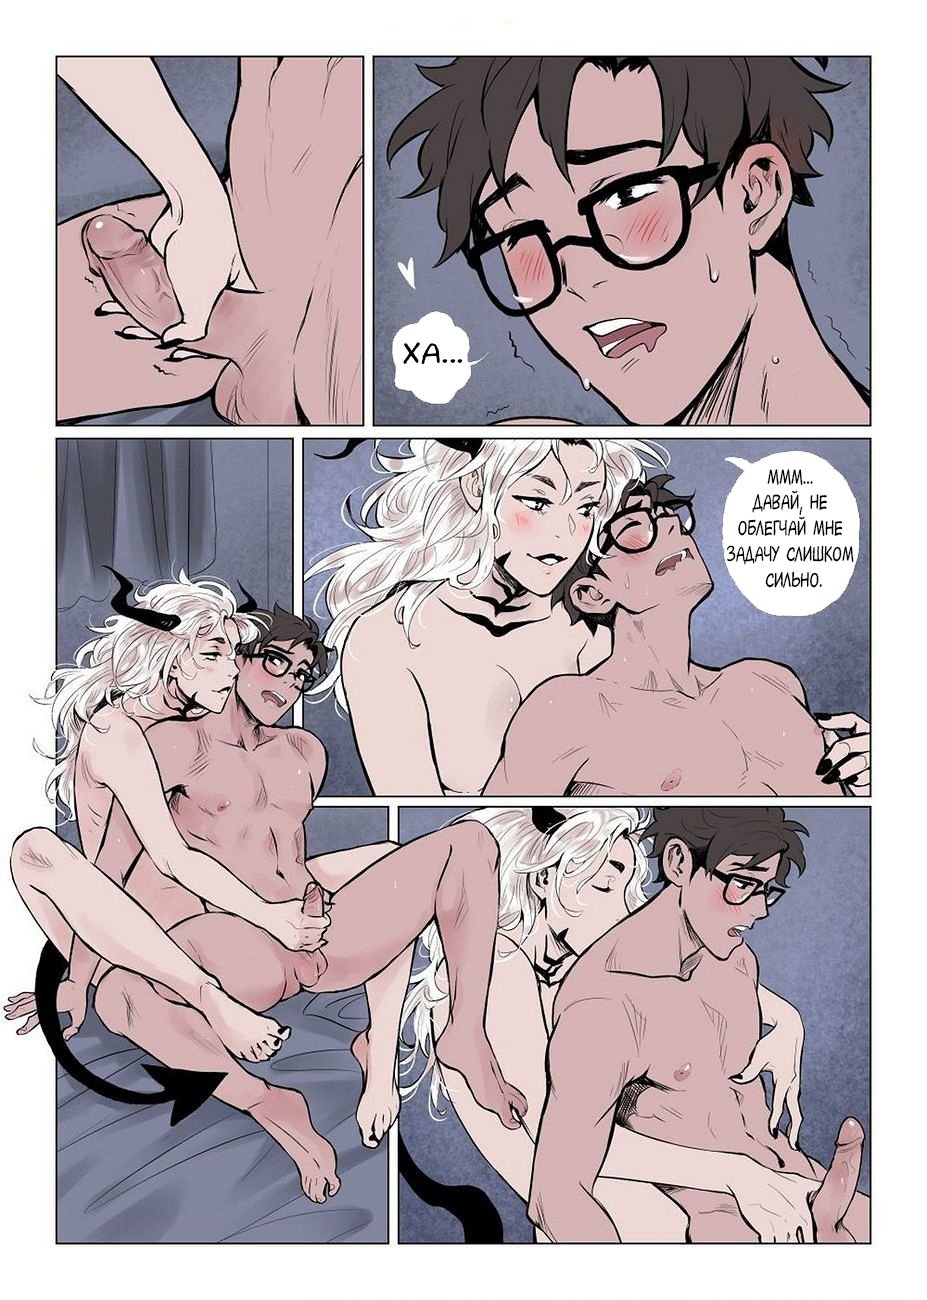 ХА...
МММ...
ДАВАЙ, НЕ
ОБЛЕГЧАЙ МНЕ
ЗАДАЧУ СЛИШКОМ
СИЛЬНО.